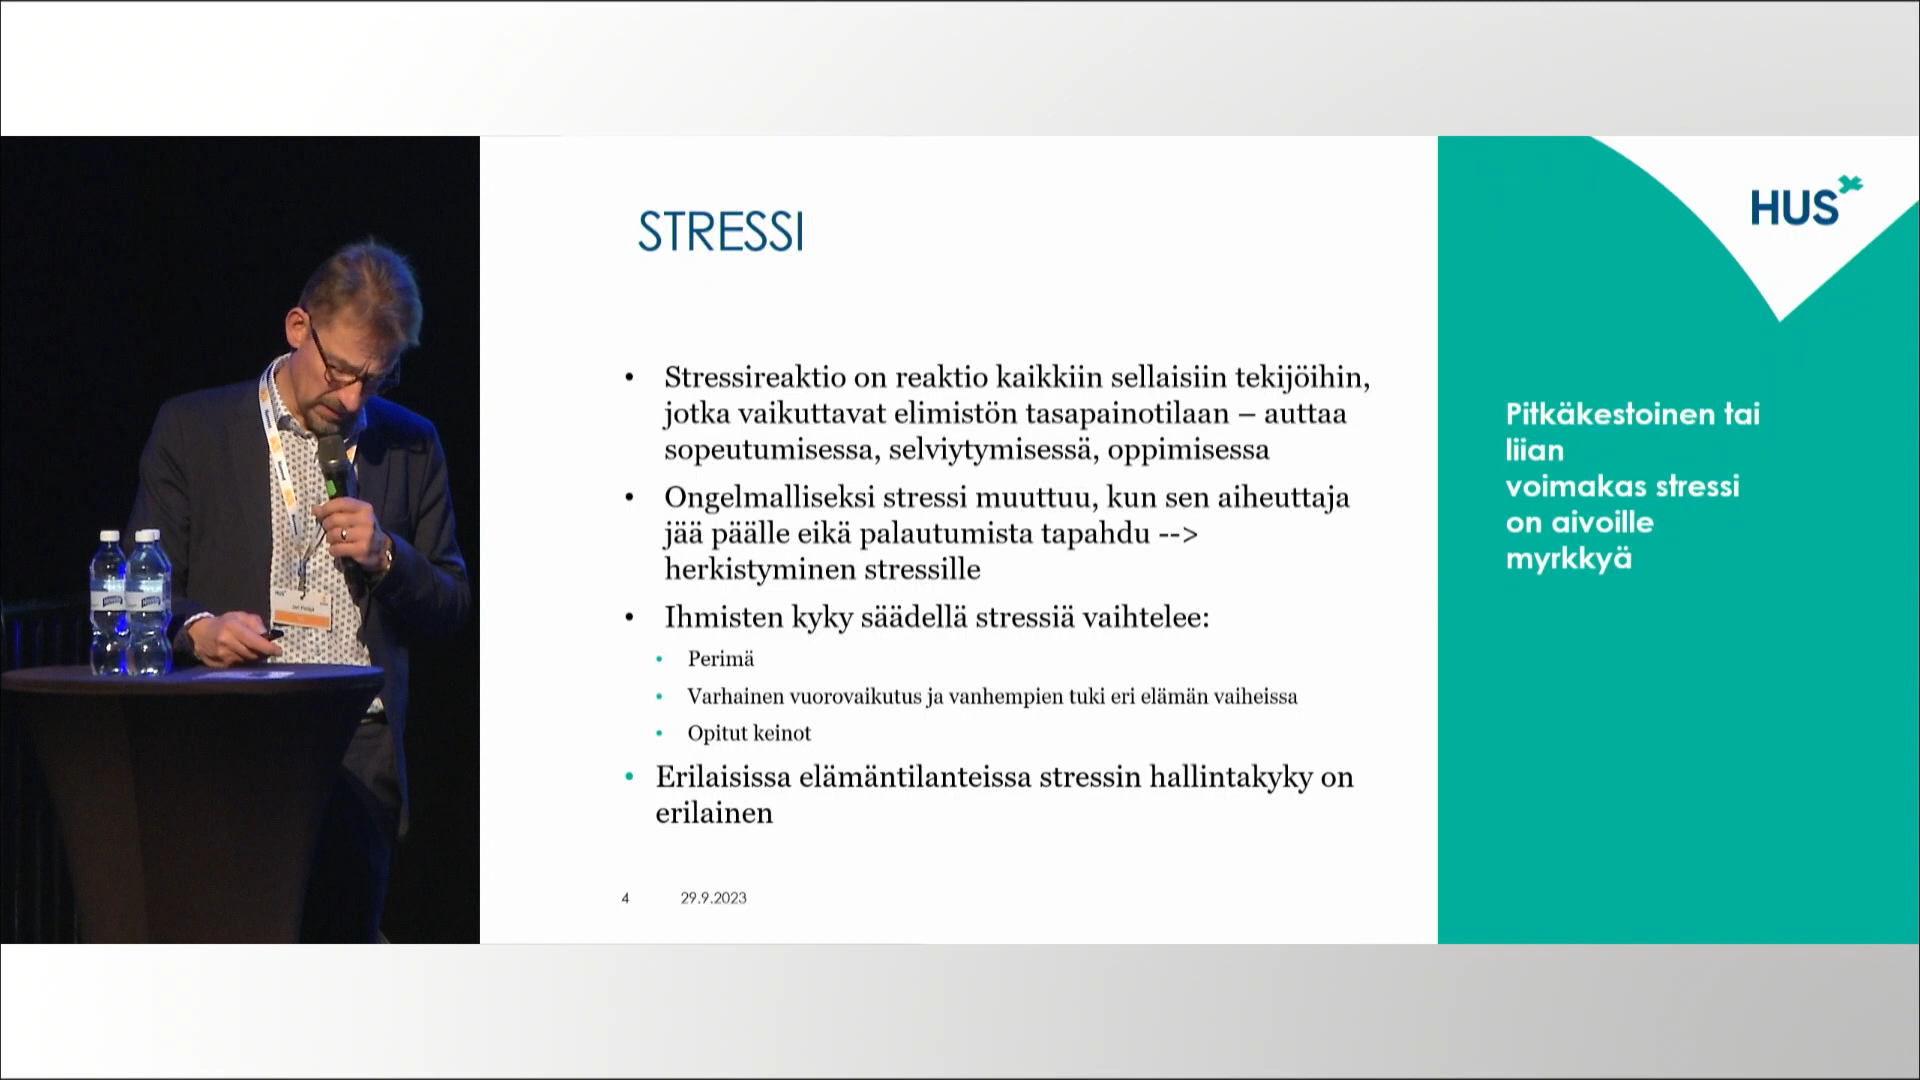 STRESSI
Stressireaktio on reaktio kaikkiin sellaisiin tekijöihin,
jotka vaikuttavat elimistön tasapainotilaan – auttaa
sopeutumisessa, selviytymisessä, oppimisessa
Ongelmalliseksi stressi muuttuu, kun sen aiheuttaja
jää päälle eikä palautumista tapahdu -->
herkistyminen stressille
Ihmisten kyky säädellä stressiä vaihtelee:
Perimä
Varhainen vuorovaikutus ja vanhempien tuki eri elämän vaiheissa
Opitut keinot
Erilaisissa elämäntilanteissa stressin hallintakyky on
erilainen
4 29.9.2023
HUS
Pitkäkestoinen tai
liian
voimakas stressi
on aivoille
myrkkyä